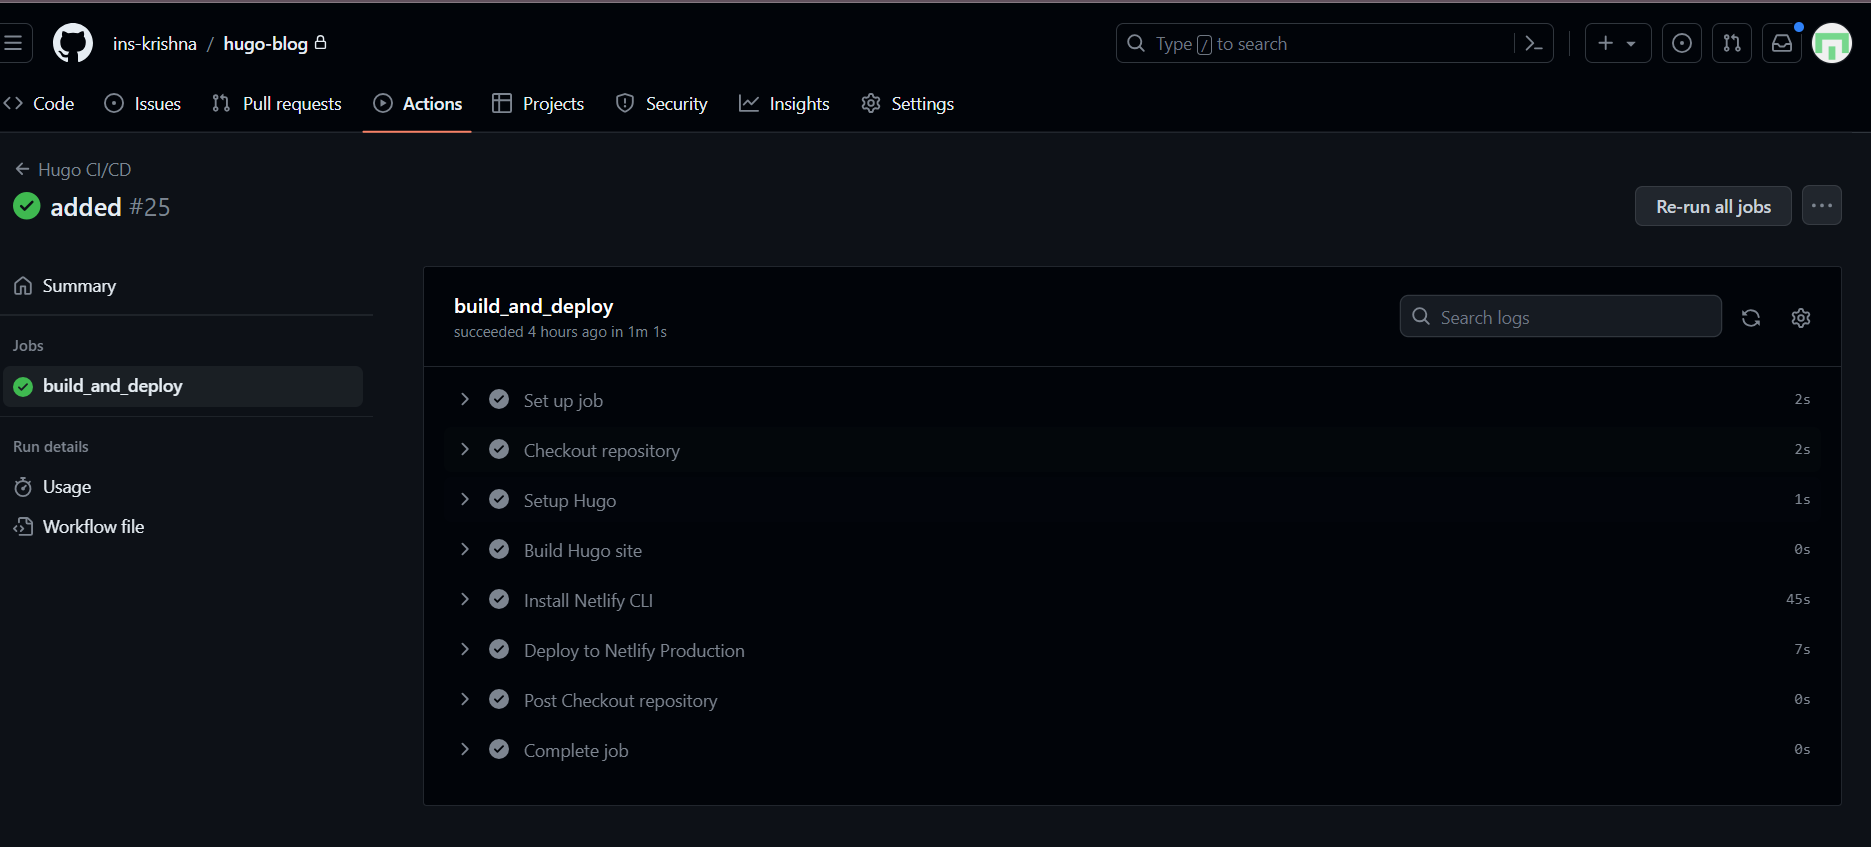 ins-krishna / hugo-blog
Type / to search
Code Issues Pull requests Actions Projects Security Insights Settings
Hugo CI/CD
added #25
Re-run all jobs
Summary
Jobs
build_and_deploy
Run details
Usage
Workflow file
build_and_deploy
succeeded 4 hours ago in 1m 1s
Search logs
Set up job 2s
Checkout repository 2s
Setup Hugo 1s
Build Hugo site 0s
Install Netlify CLI 45s
Deploy to Netlify Production 7s
Post Checkout repository 0s
Complete job 0s